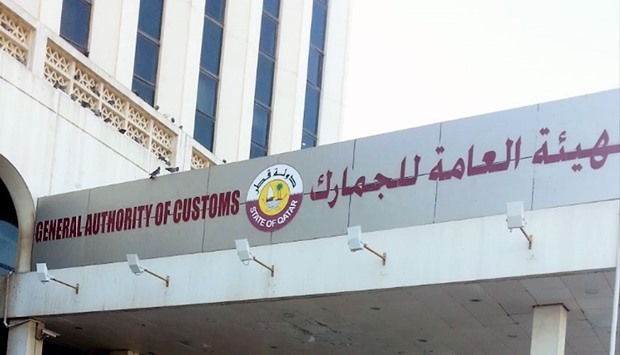 GENERAL AUTHORITY OF CUSTOMS
دولة قطر
STATE OF QATAR
هيئة العامة للجمارك